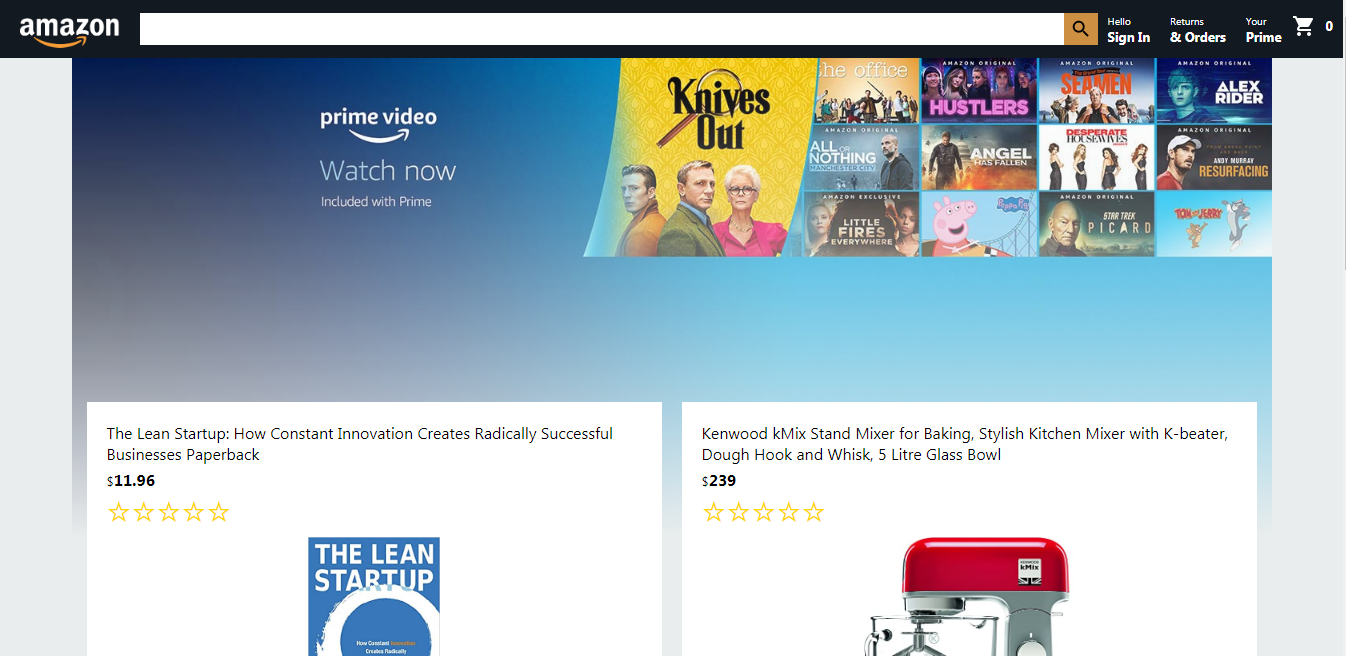 amazon
Hello
Sign In
Returns
& Orders
Your
Prime
0
prime video
Watch now
Included with Prime
Knives
Out
the office
AMAZON ORIGINAL
HUSTLERS
AMAZON ORIGINAL
SEAMEN
AMAZON ORIGINAL
ALEX
RIDER
AMAZON ORIGINAL
ALL OR
NOTHING
MANCHESTER CITY
ANGEL
HAS FALLEN
DESPERATE
HOUSEWIVES
AMAZON ORIGINAL
ANDY MURRAY
RESURFACING
AMAZON EXCLUSIVE
LITTLE
FIRES
EVERYWHERE
Peppa Pig
AMAZON ORIGINAL
STAR TREK
PICARD
TOM and JERRY
The Lean Startup: How Constant Innovation Creates Radically Successful
Businesses Paperback
$11.96
THE LEAN
STARTUP
How Constant Innovation
Creates Radically
Kenwood kMix Stand Mixer for Baking, Stylish Kitchen Mixer with K-beater,
Dough Hook and Whisk, 5 Litre Glass Bowl
$239
KENWOOD
kMix